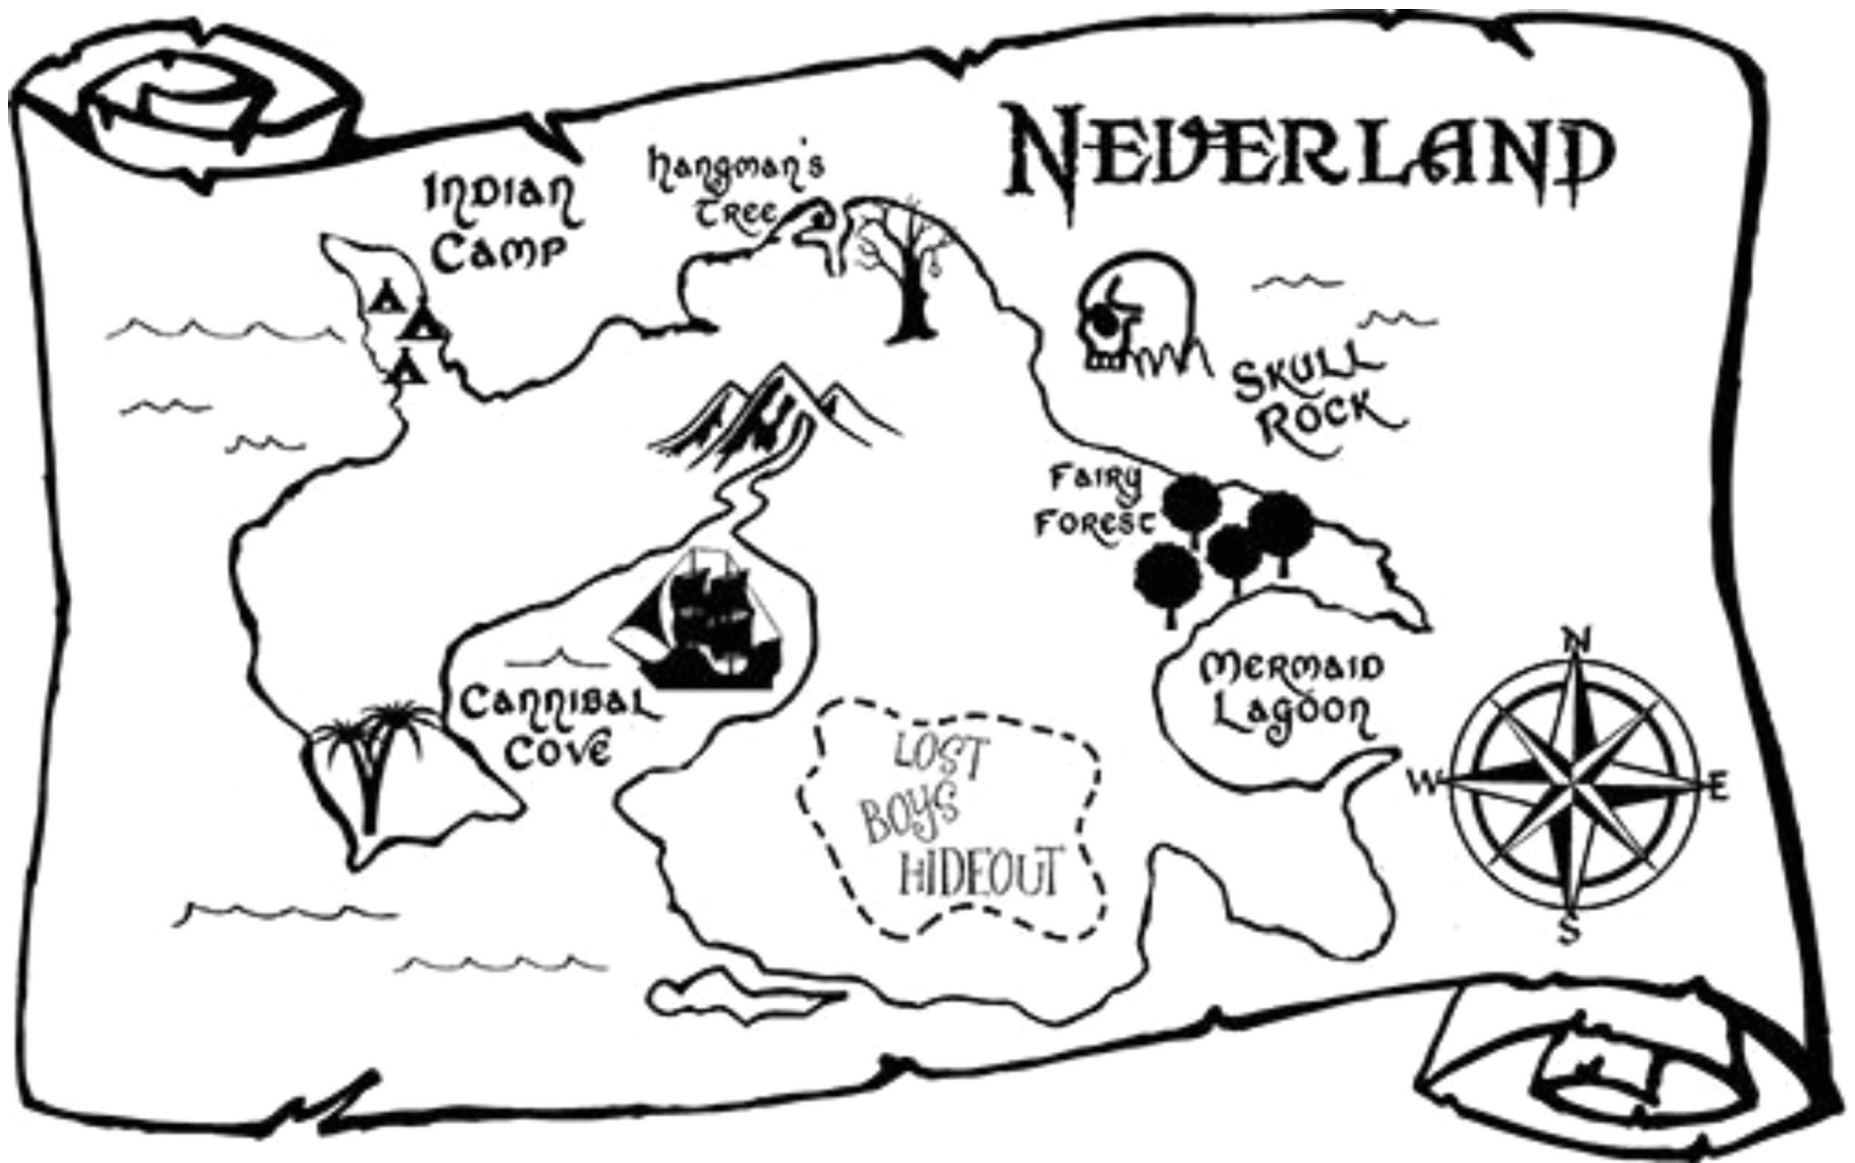 NEVERLAND
INDIAN
CAMP
Hangman's
TREE
SKULL
ROCK
FAIRY
FOREST
MERMAID
LAGOON
CANNIBAL
COVE
LOST
BOYS
HIDEOUT
N
W
E
S